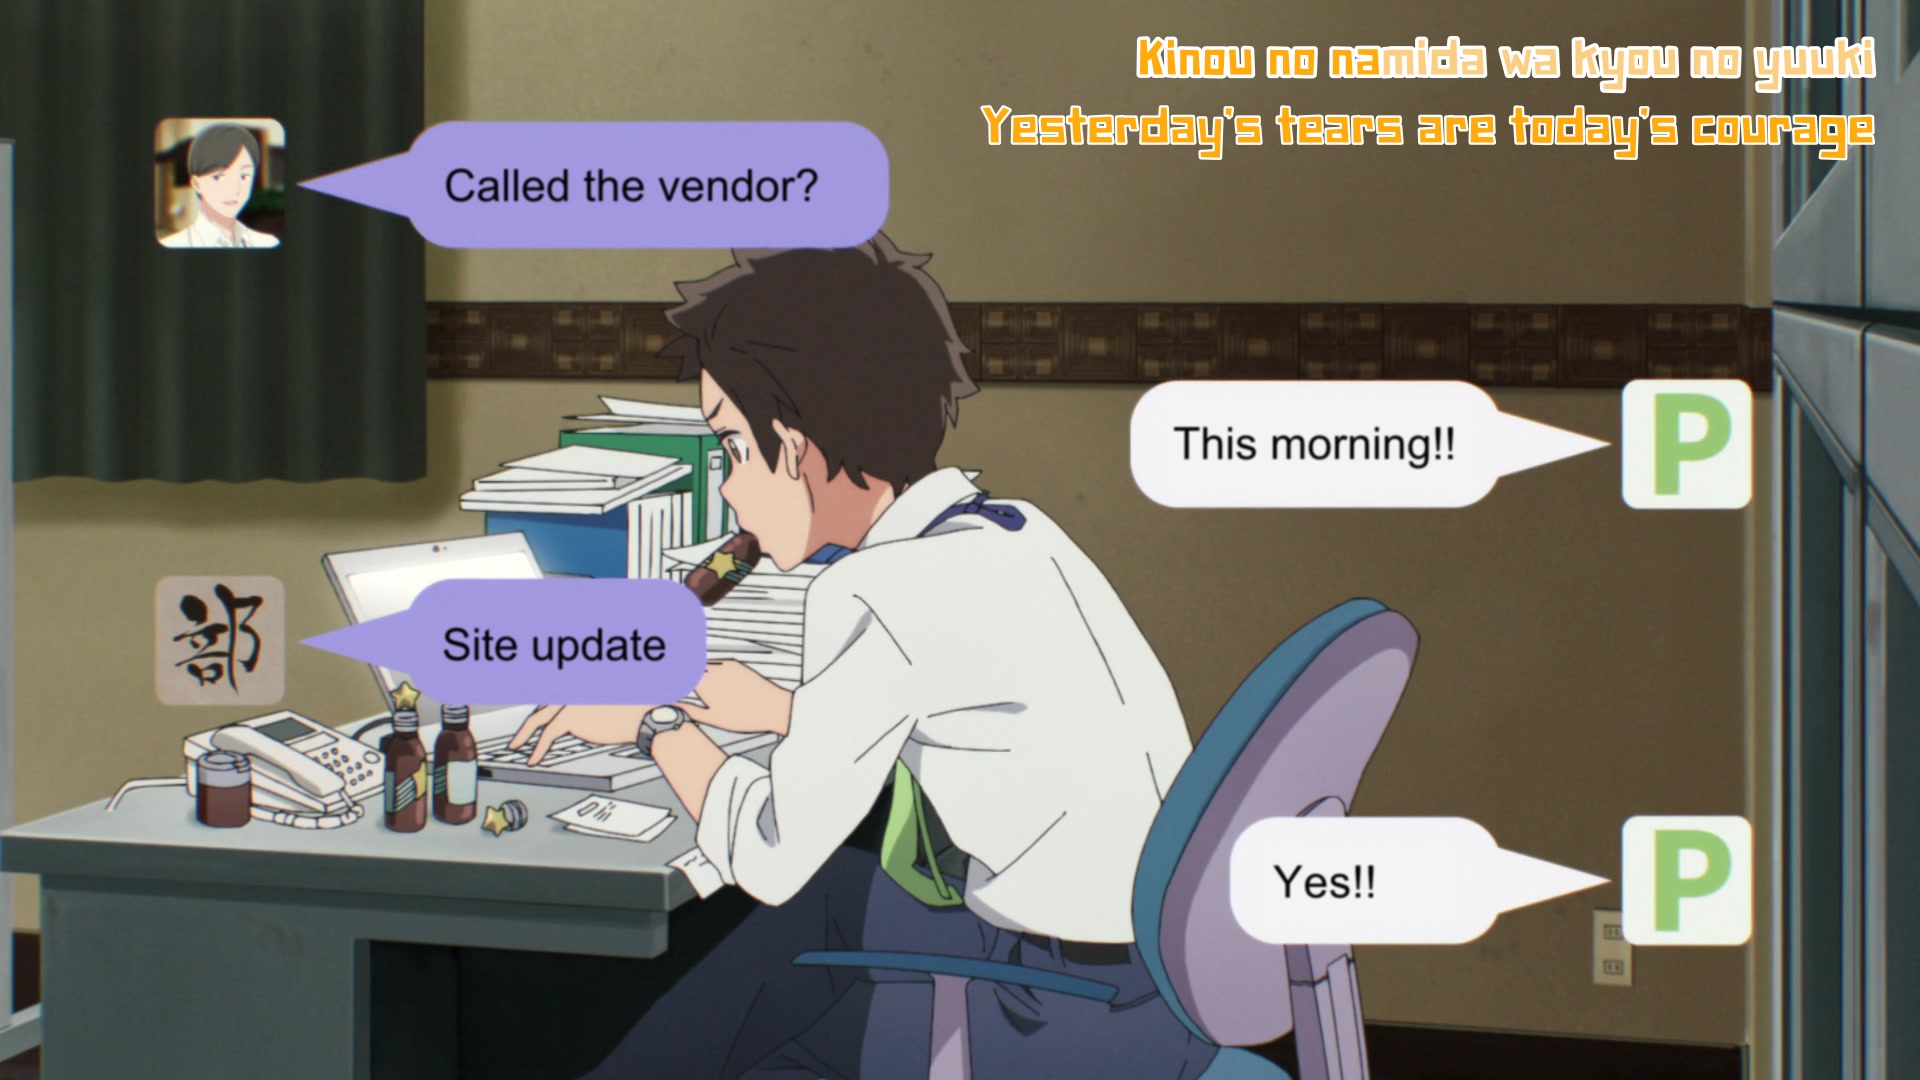 Kinou no namida wa kyou no yuuki
Yesterday's tears are today's courage
Called the vendor?
This morning!!
P
部
Site update
Yes!!
P